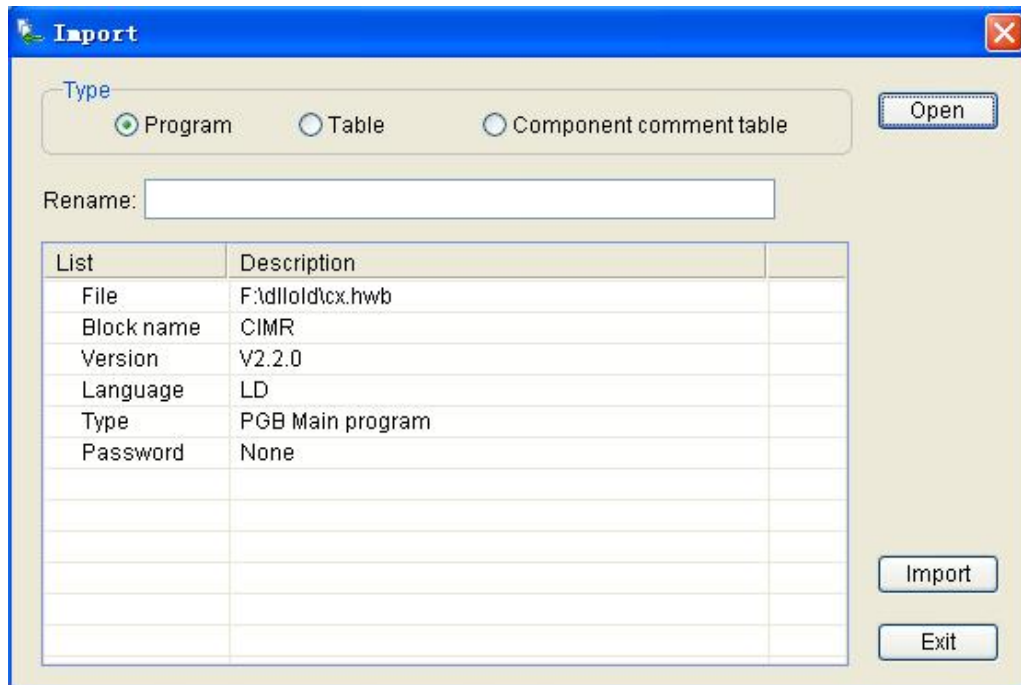 Import
Type
Program Table Component comment table
Open
Rename:
List Description
File F:\dllold\cx.hwb
Block name CIMR
Version V2.2.0
Language LD
Type PGB Main program
Password None
Import
Exit